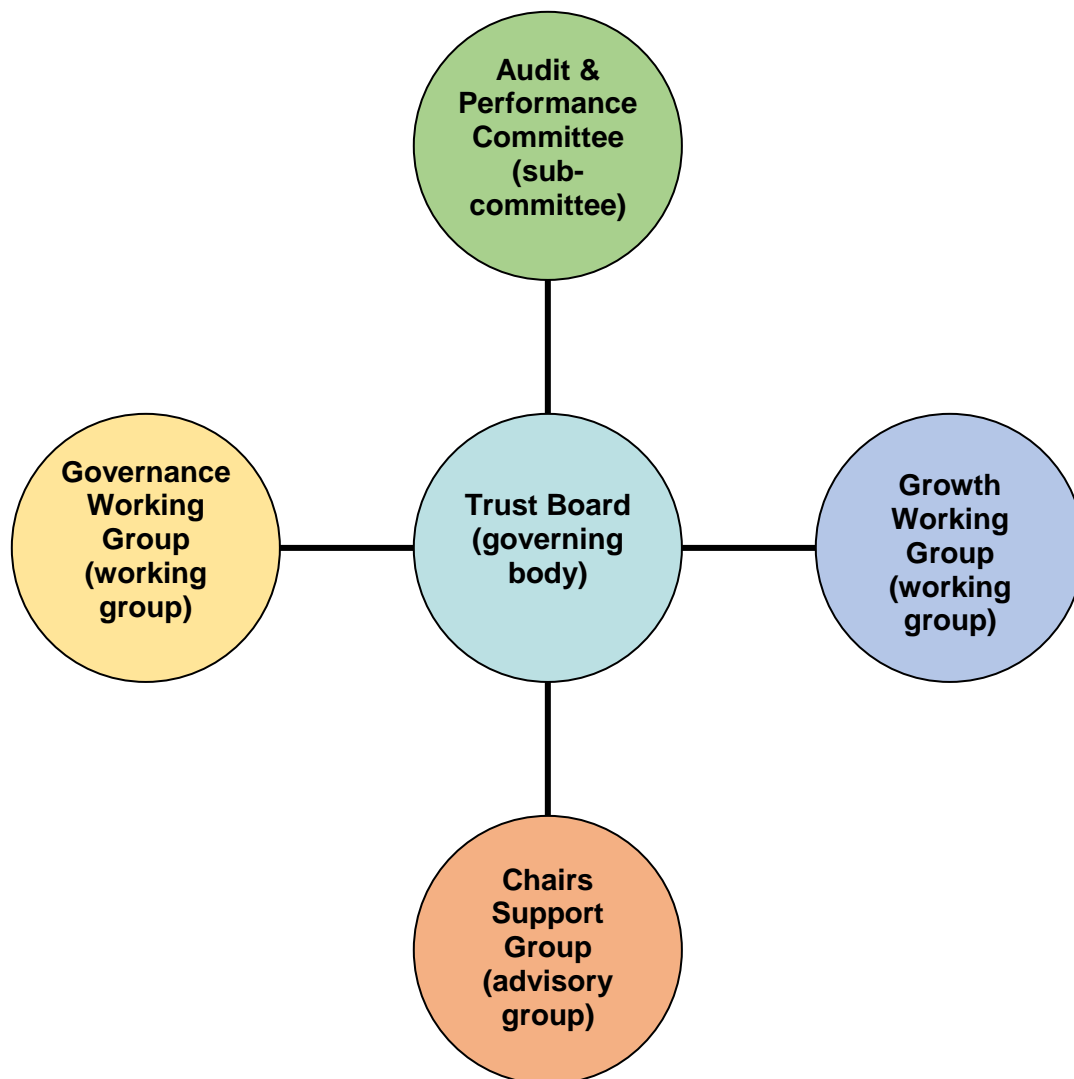 Audit &
Performance
Committee
(sub-
committee)
Governance
Working
Group
(working
group)
Trust Board
(governing
body)
Growth
Working
Group
(working
group)
Chairs
Support
Group
(advisory
group)